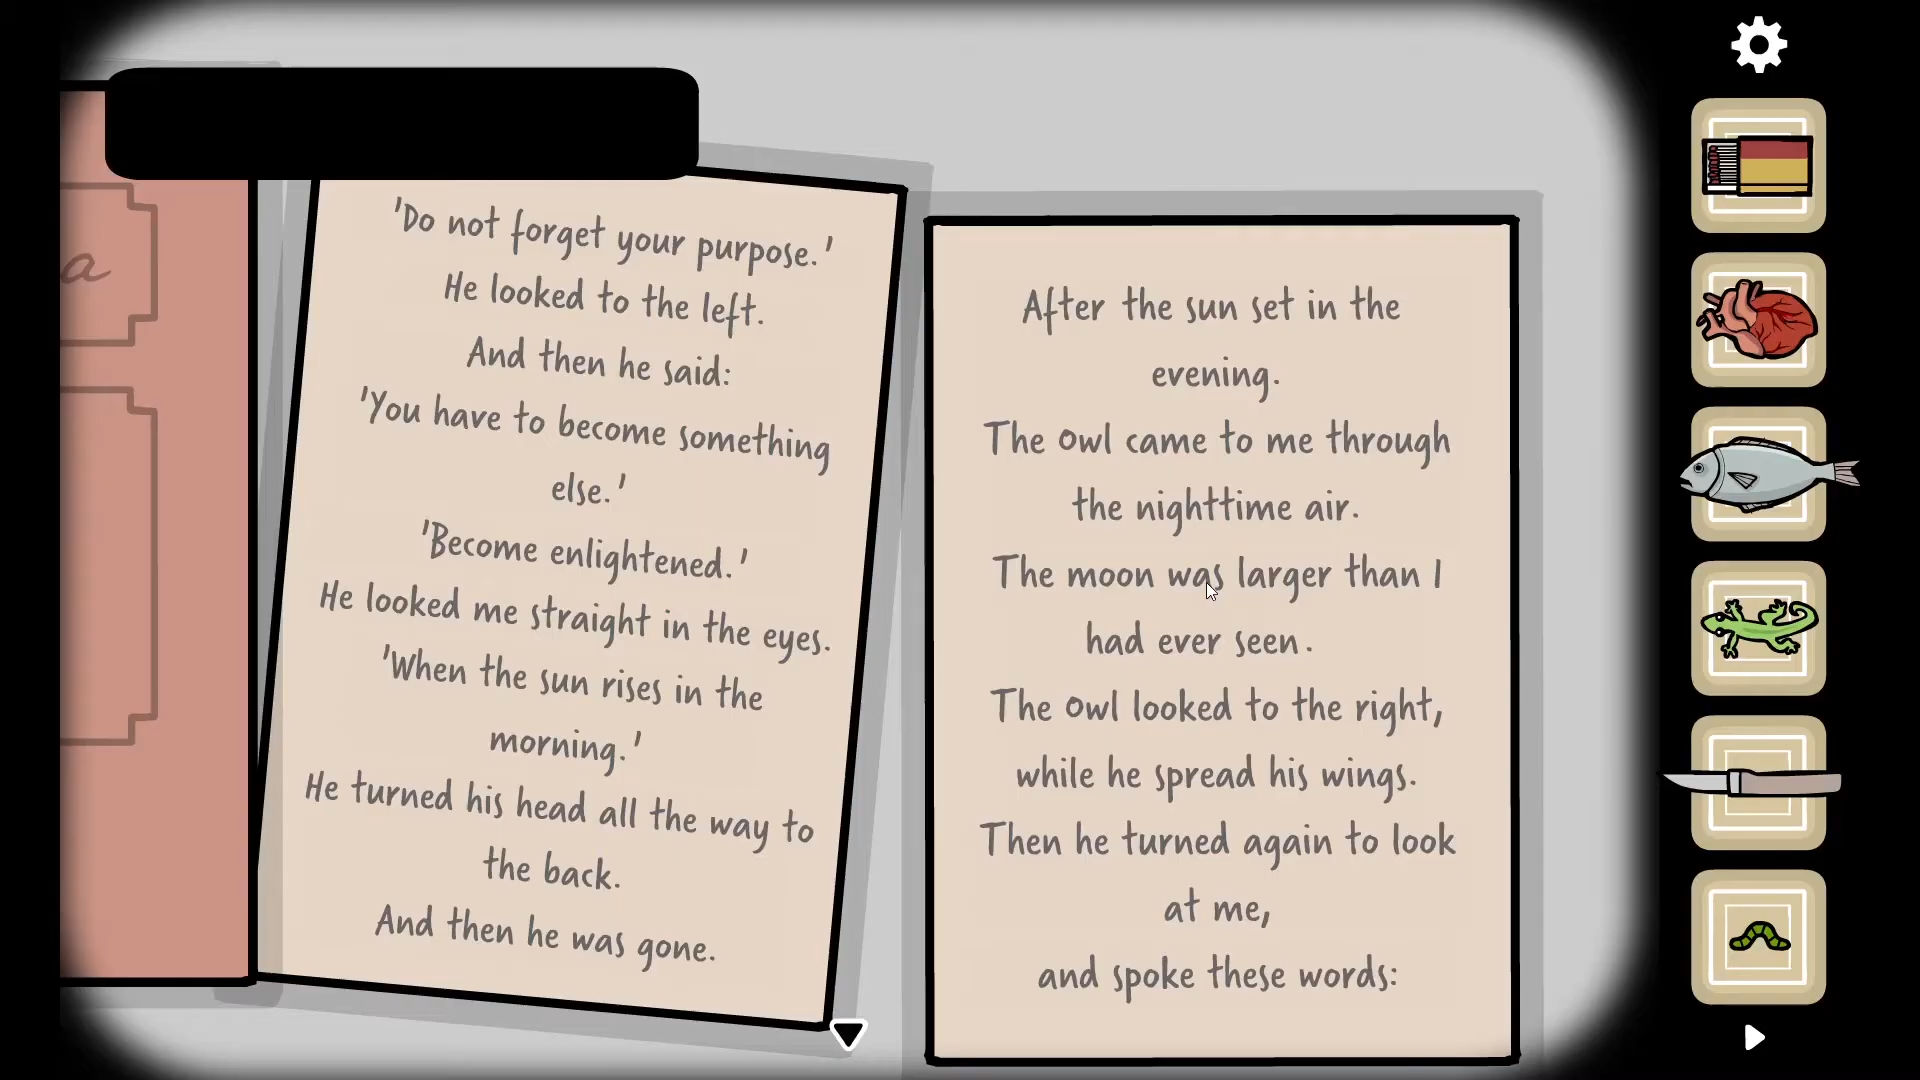 a
'Do not forget your purpose.'
He looked to the left.
And then he said:
'You have to become something
else.'
'Become enlightened.'
He looked me straight in the eyes.
'When the sun rises in the
morning.'
He turned his head all the way to
the back.
And then he was gone.
After the sun set in the
evening.
The Owl came to me through
the nighttime air.
The moon was larger than I
had ever seen.
The Owl looked to the right,
while he spread his wings.
Then he turned again to look
at me,
and spoke these words: